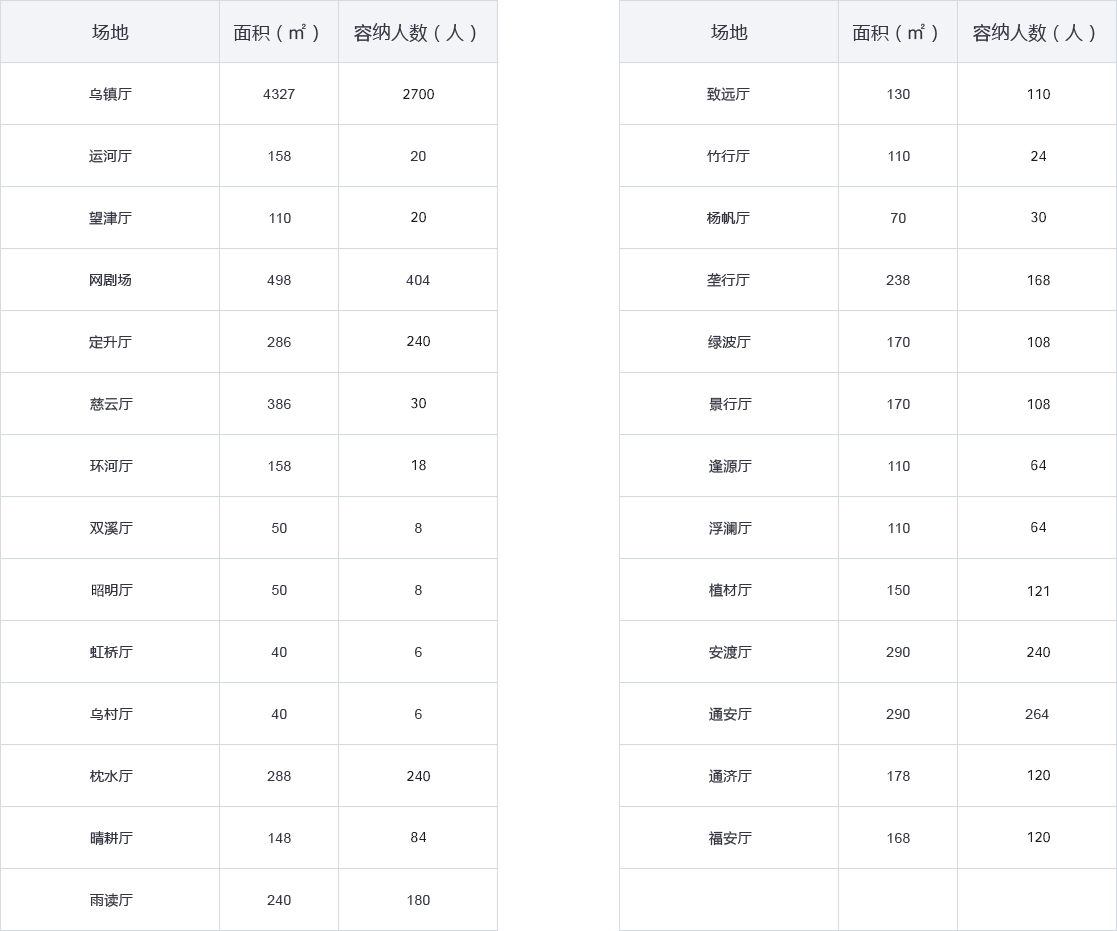 场地 面积（㎡） 容纳人数（人）
乌镇厅 4327 2700
运河厅 158 20
望津厅 110 20
网剧场 498 404
定升厅 286 240
慈云厅 386 30
环河厅 158 18
双溪厅 50 8
昭明厅 50 8
虹桥厅 40 6
乌村厅 40 6
枕水厅 288 240
晴耕厅 148 84
雨读厅 240 180
场地 面积（㎡） 容纳人数（人）
致远厅 130 110
竹行厅 110 24
杨帆厅 70 30
垄行厅 238 168
绿波厅 170 108
景行厅 170 108
逢源厅 110 64
浮澜厅 110 64
植材厅 150 121
安渡厅 290 240
通安厅 290 264
通济厅 178 120
福安厅 168 120